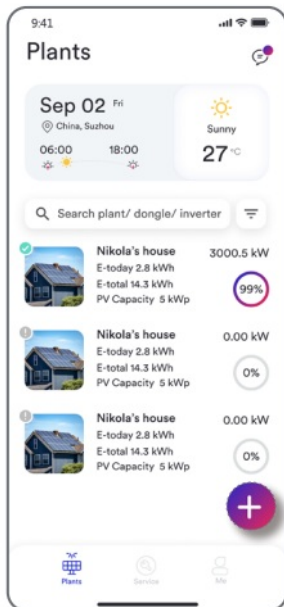 9:41
Plants
Sep 02 Fri
China, Suzhou
06:00 18:00
Sunny
27 °C
Search plant/ dongle/ inverter
Nikola's house 3000.5 kW
E-today 2.8 kWh
E-total 14.3 kWh
PV Capacity 5 kWp
99%
Nikola's house 0.00 kW
E-today 2.8 kWh
E-total 14.3 kWh
PV Capacity 5 kWp
0%
Nikola's house 0.00 kW
E-today 2.8 kWh
E-total 14.3 kWh
PV Capacity 5 kWp
0%
Plants Service Me